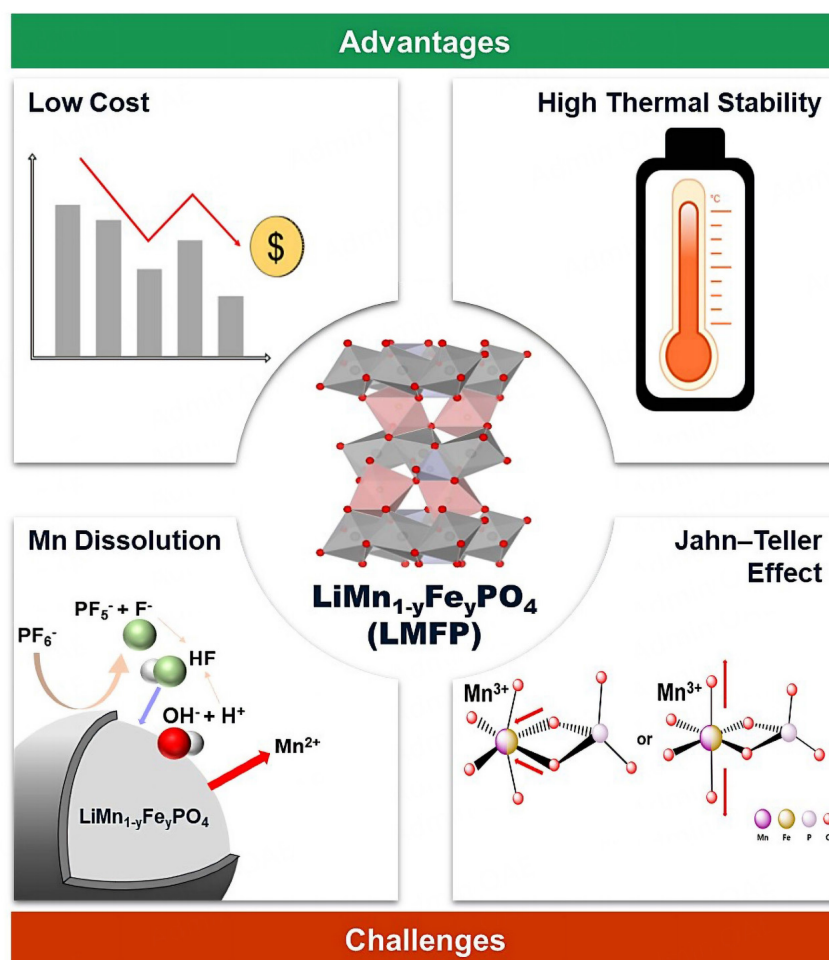 Advantages
Low Cost
High Thermal Stability
$
°C
Mn Dissolution
Jahn–Teller
Effect
LiMn₁₋yFeyPO₄
(LMFP)
PF₅⁻ + F⁻
PF₆⁻
HF
OH⁻ + H⁺
Mn²⁺
LiMn₁₋yFeyPO₄
Mn³⁺
or
Mn³⁺
Mn Fe P
Challenges